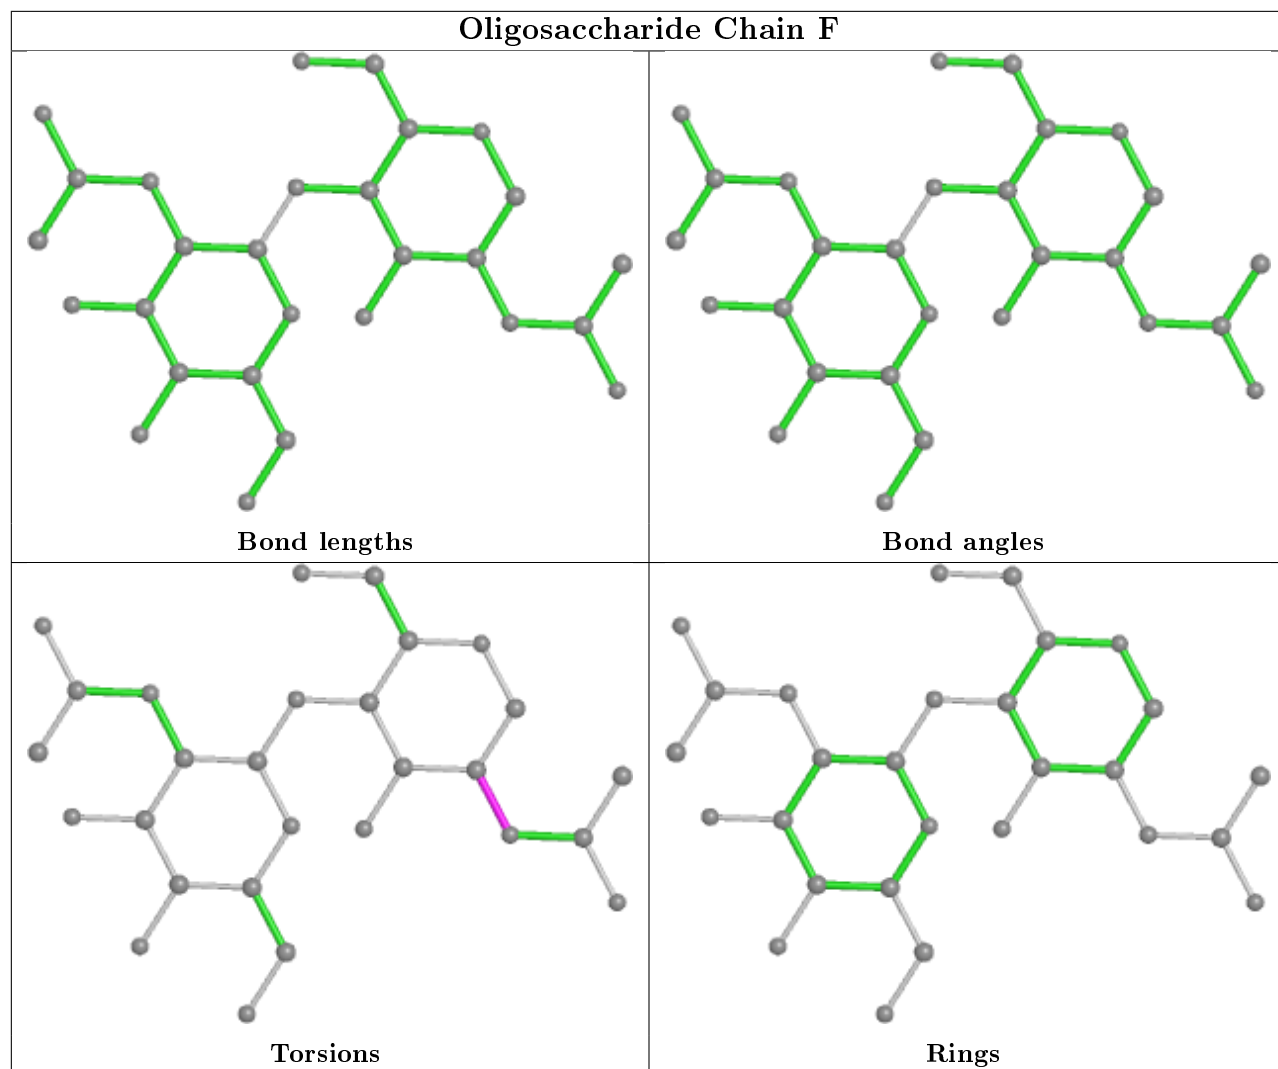 Oligosaccharide Chain F
Bond lengths
Bond angles
Torsions
Rings